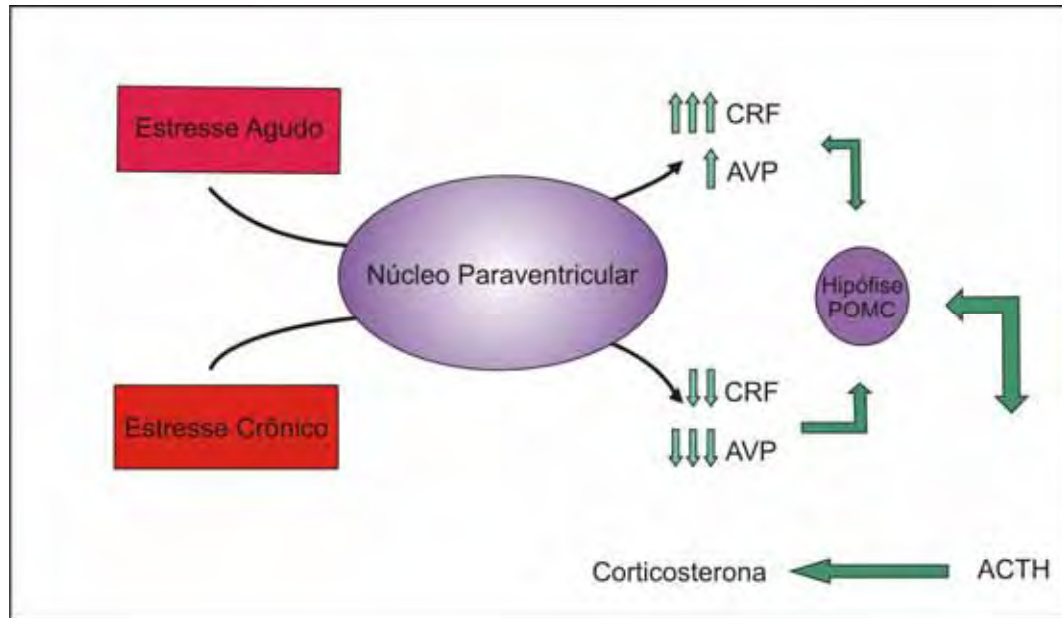 Estresse Agudo
CRF
AVP
Núcleo Paraventricular
Hipófise
POMC
Estresse Crônico
CRF
AVP
Corticosterona
ACTH